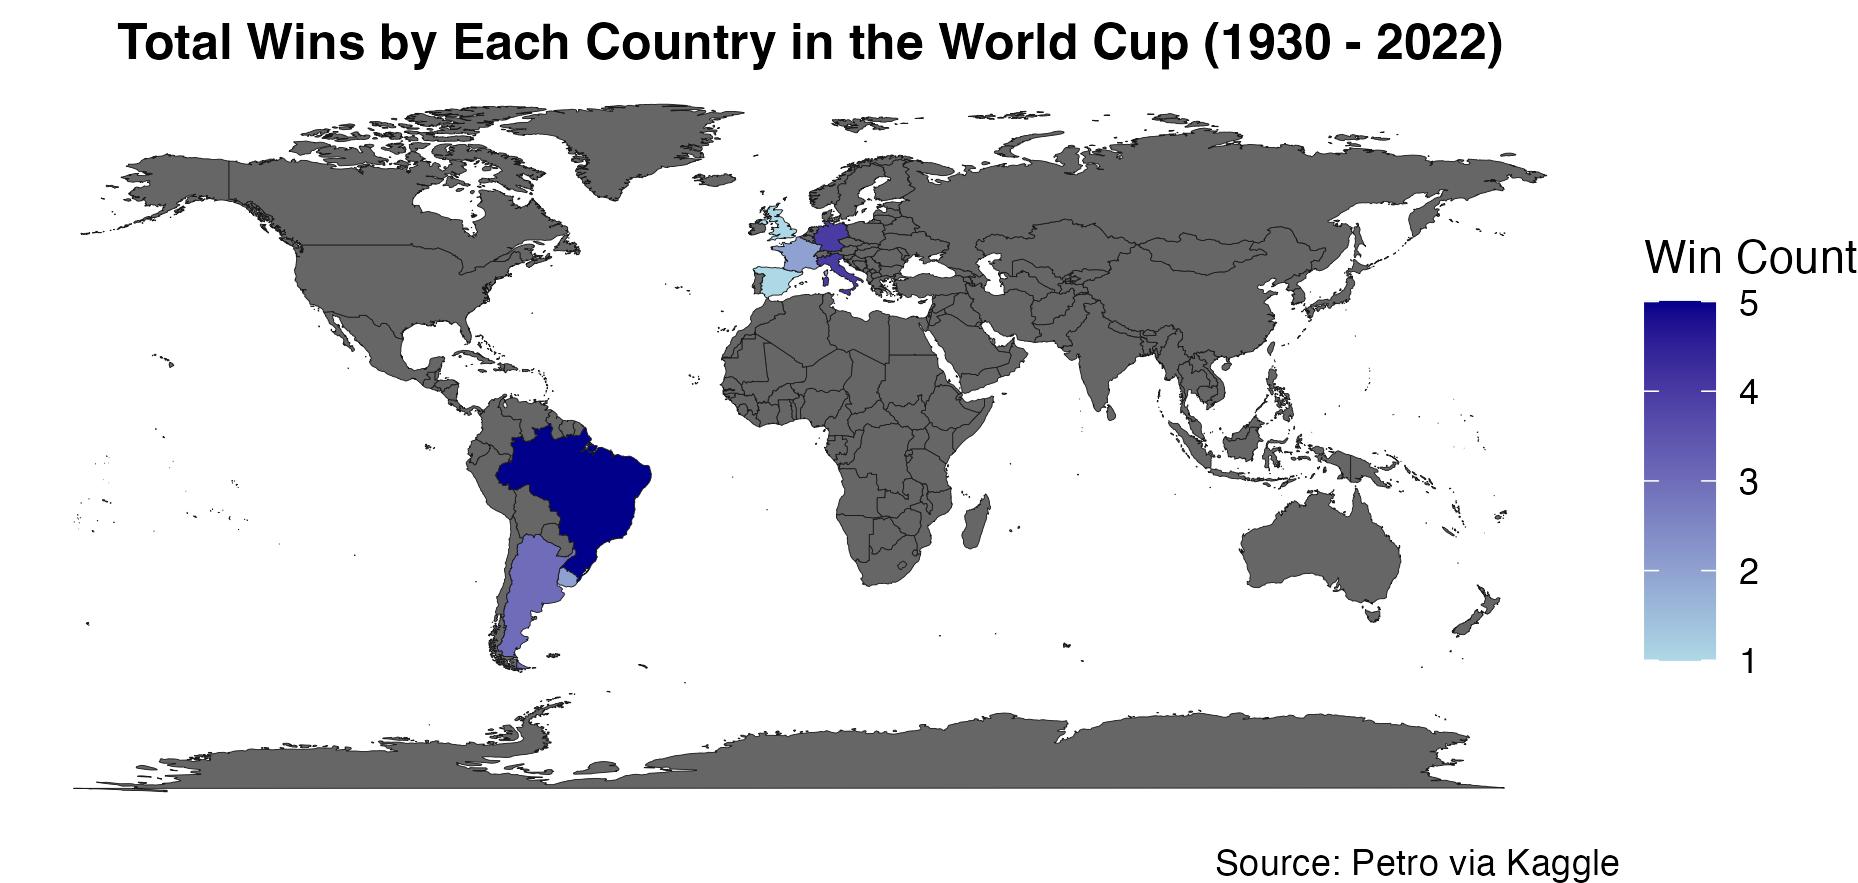 Total Wins by Each Country in the World Cup (1930 - 2022)
Win Count
5
4
3
2
1
Source: Petro via Kaggle